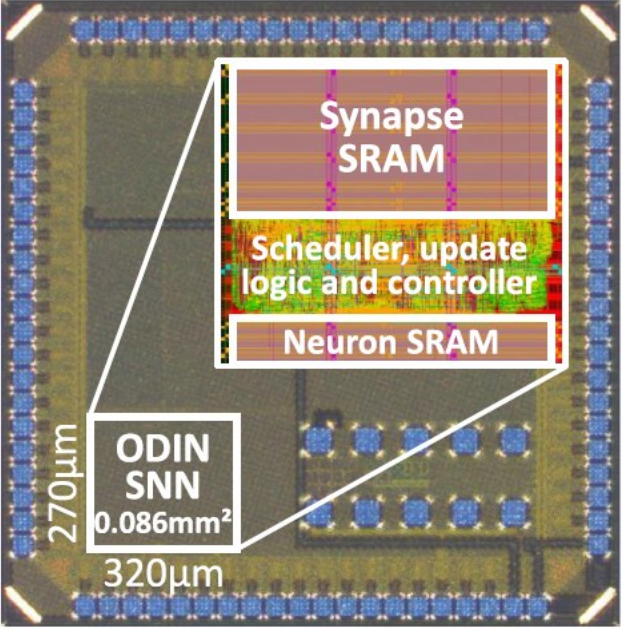 Synapse
SRAM
Scheduler, update
logic and controller
Neuron SRAM
ODIN
SNN
0.086mm²
270µm
320µm